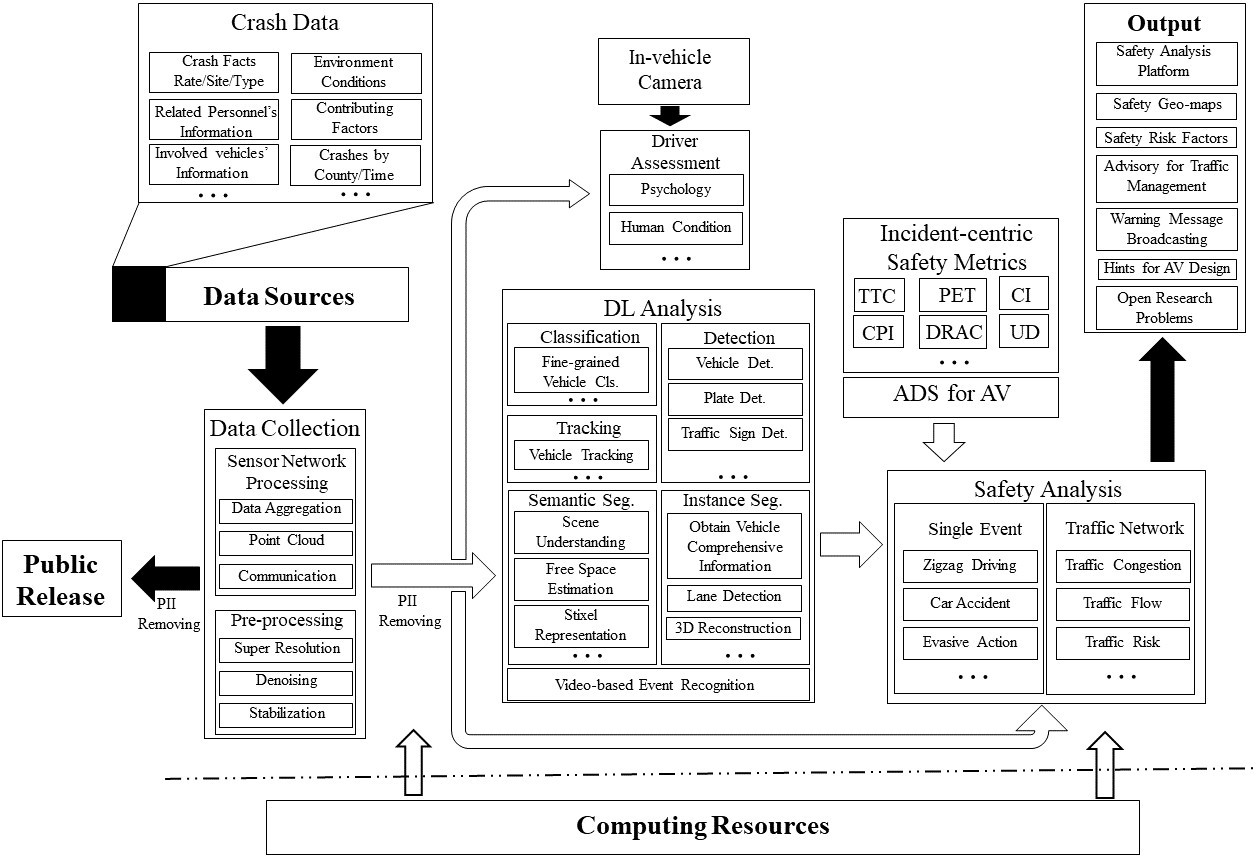 Crash Data
Crash Facts
Rate/Site/Type
Environment
Conditions
Related Personnel's
Information
Contributing
Factors
Involved vehicles'
Information
Crashes by
County/Time
• • •
• • •
Data Sources
Data Collection
Sensor Network
Processing
Data Aggregation
Point Cloud
Communication
Pre-processing
Super Resolution
Denoising
Stabilization
Public
Release
PII
Removing
PII
Removing
In-vehicle
Camera
Driver
Assessment
Psychology
Human Condition
• • •
DL Analysis
Classification
Fine-grained
Vehicle Cls.
• • •
Tracking
Vehicle Tracking
• • •
Detection
Vehicle Det.
Plate Det.
Traffic Sign Det.
• • •
Semantic Seg.
Scene
Understanding
Free Space
Estimation
Stixel
Representation
• • •
Instance Seg.
Obtain Vehicle
Comprehensive
Information
Lane Detection
3D Reconstruction
• • •
Video-based Event Recognition
Incident-centric
Safety Metrics
TTC PET CI
CPI DRAC UD
• • •
ADS for AV
Safety Analysis
Single Event
Zigzag Driving
Car Accident
Evasive Action
• • •
Traffic Network
Traffic Congestion
Traffic Flow
Traffic Risk
• • •
Output
Safety Analysis
Platform
Safety Geo-maps
Safety Risk Factors
Advisory for Traffic
Management
Warning Message
Broadcasting
Hints for AV Design
Open Research
Problems
Computing Resources